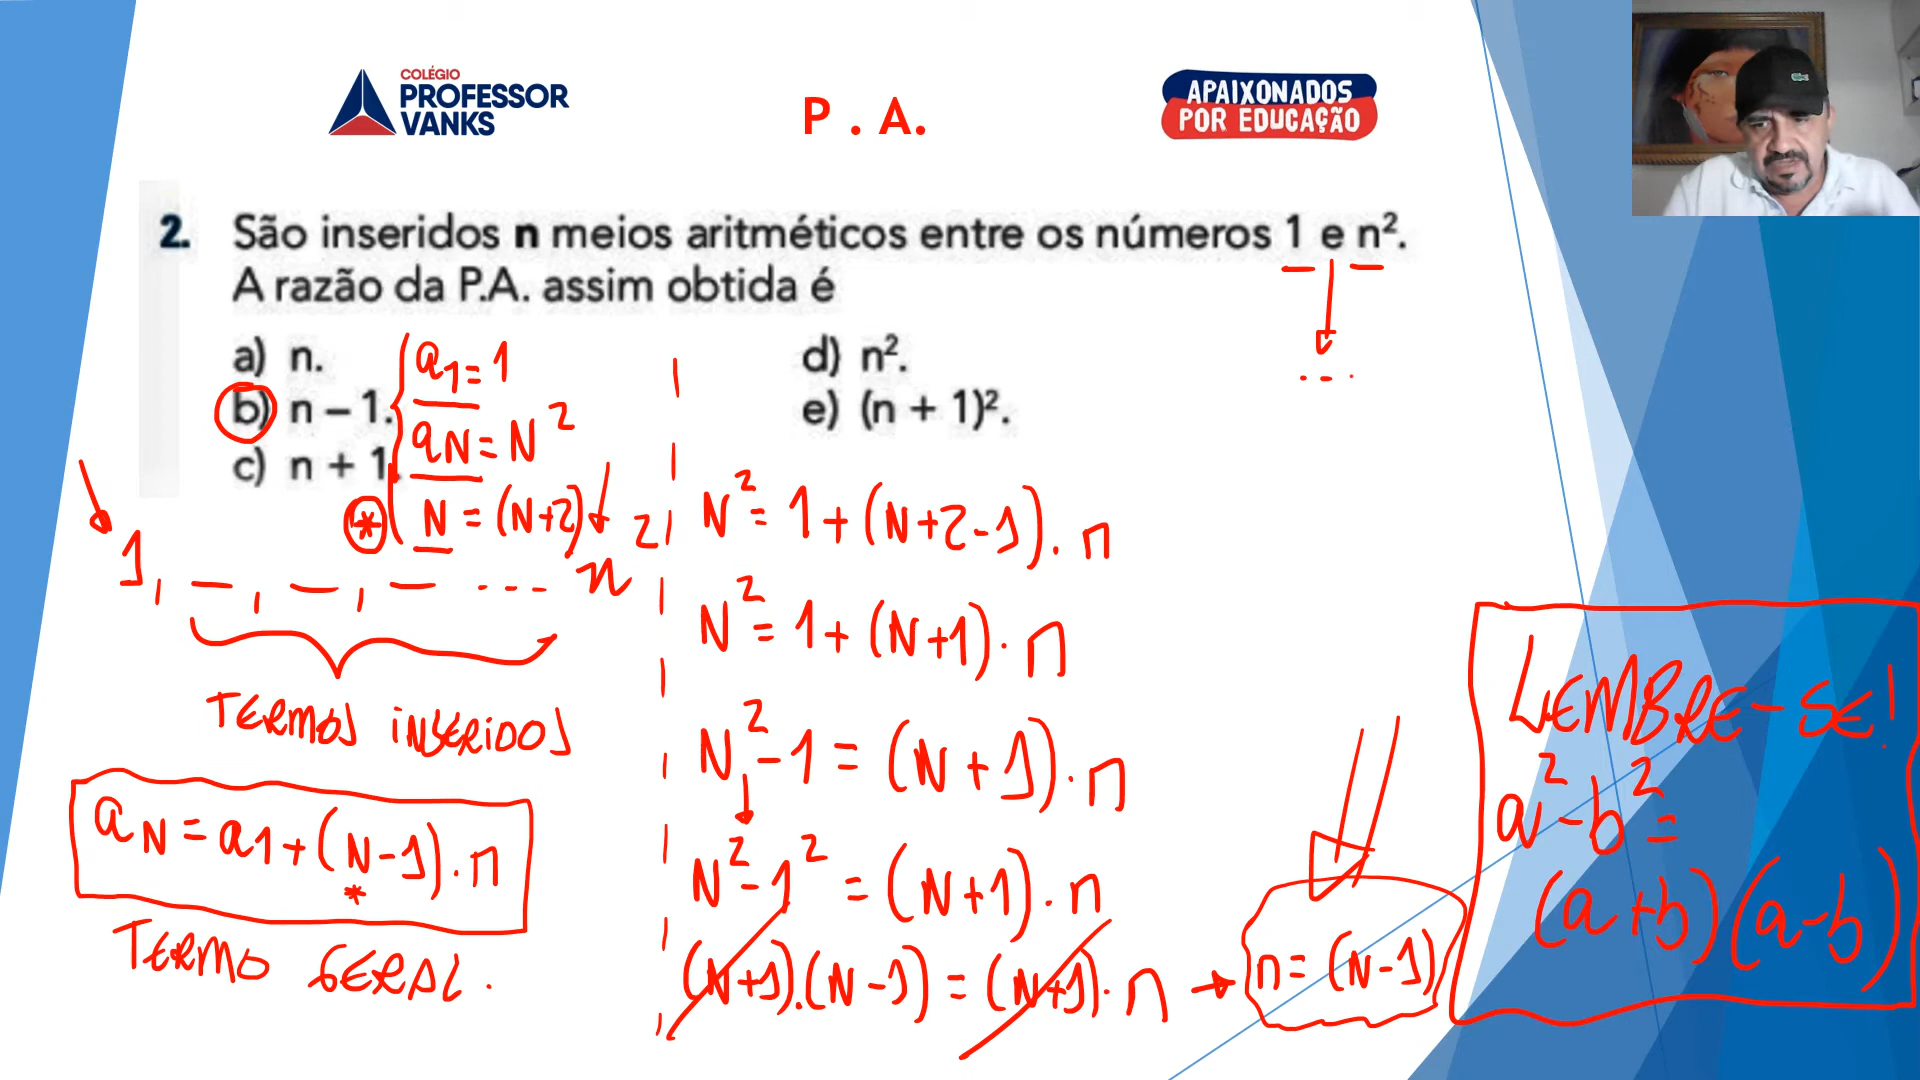 COLÉGIO
PROFESSOR
VANKS
P . A.
APAIXONADOS
POR EDUCAÇÃO
2. São inseridos n meios aritméticos entre os números 1 e n².
A razão da P.A. assim obtida é
a) n.
b) n – 1.
c) n + 1.
d) n².
e) (n + 1)².
...
a1 = 1
aN = N²
* N = (N+2)
1, _, _, _ ... n²
TERMOS INSERIDOS
aN = a1 + (N-1) . r
*
TERMO GERAL.
N² = 1 + (N+2-1) . r
N² = 1 + (N+1) . r
N² - 1 = (N+1) . r
N² - 1² = (N+1) . r
(N+1).(N-1) = (N+1) . r → r = (N-1)
LEMBRE-SE!
a² - b² =
(a+b)(a-b)